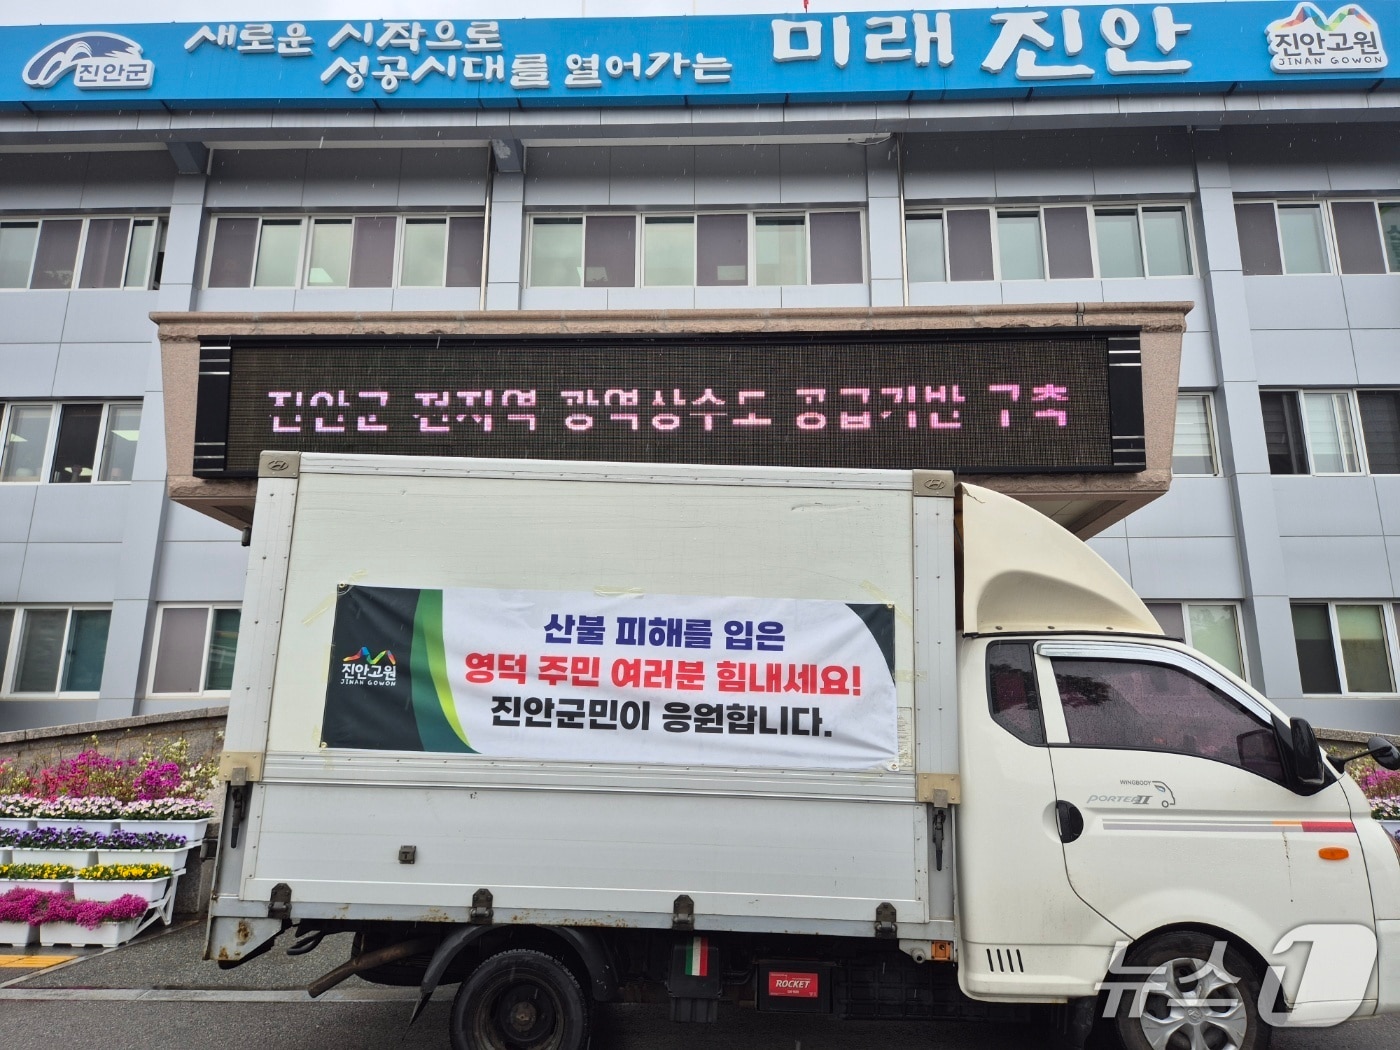 진안군
새로운 시작으로
성공시대를 열어가는
미래 진안
진안고원
JINAN GOWON
진안군 전지역 광역상수도 공급기반 구축
산불 피해를 입은
영덕 주민 여러분 힘내세요!
진안군민이 응원합니다.
진안고원
JINAN GOWON
WINGBODY
PORTER II
ROCKET
뉴스1